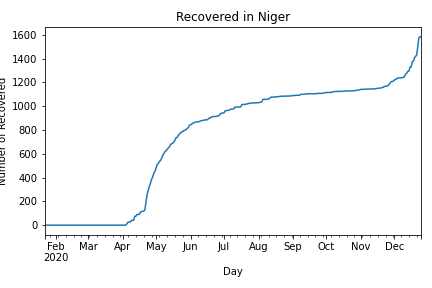 Recovered in Niger
Number of Recovered
1600
1400
1200
1000
800
600
400
200
0
Feb Mar Apr May Jun Jul Aug Sep Oct Nov Dec
2020
Day